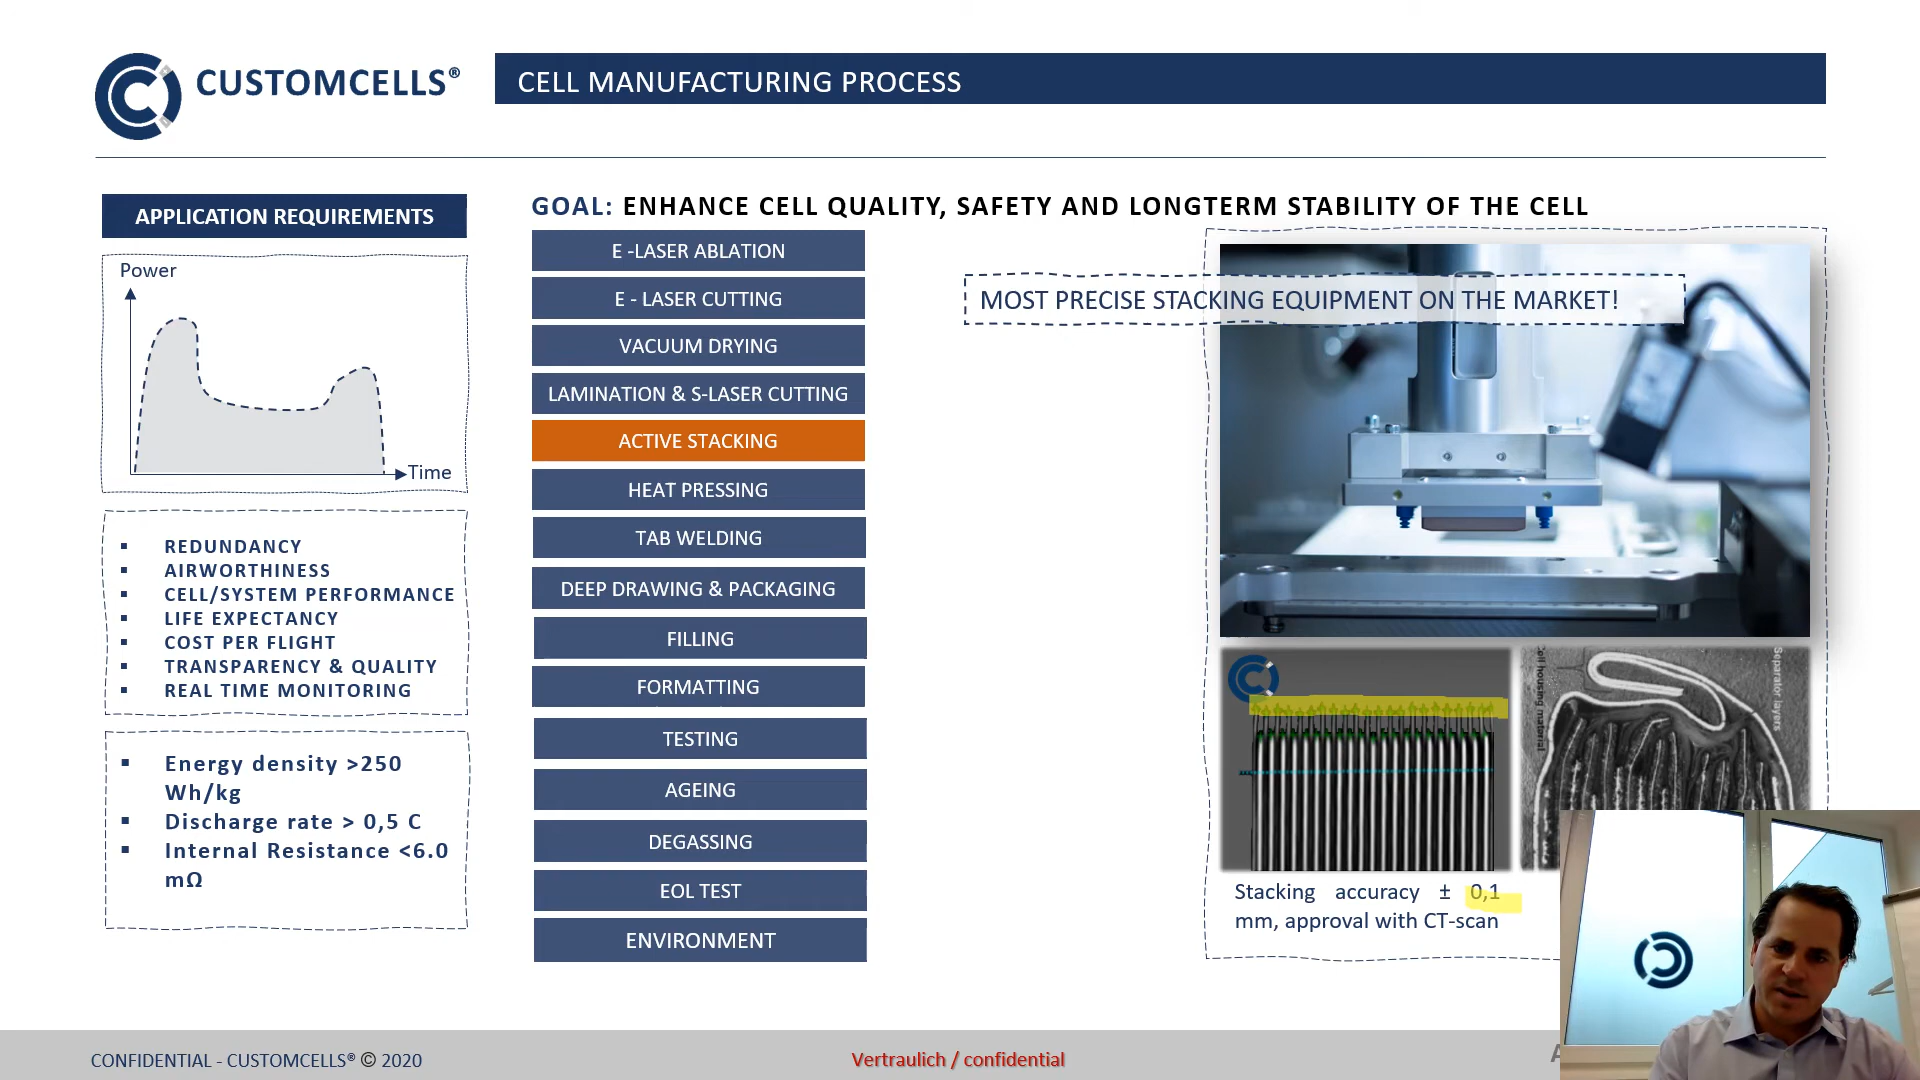 CUSTOMCELLS®
CELL MANUFACTURING PROCESS
APPLICATION REQUIREMENTS
Power
Time
REDUNDANCY
AIRWORTHINESS
CELL/SYSTEM PERFORMANCE
LIFE EXPECTANCY
COST PER FLIGHT
TRANSPARENCY & QUALITY
REAL TIME MONITORING
Energy density >250
Wh/kg
Discharge rate > 0,5 C
Internal Resistance <6.0
mΩ
GOAL: ENHANCE CELL QUALITY, SAFETY AND LONGTERM STABILITY OF THE CELL
E -LASER ABLATION
E - LASER CUTTING
VACUUM DRYING
LAMINATION & S-LASER CUTTING
ACTIVE STACKING
HEAT PRESSING
TAB WELDING
DEEP DRAWING & PACKAGING
FILLING
FORMATTING
TESTING
AGEING
DEGASSING
EOL TEST
ENVIRONMENT
MOST PRECISE STACKING EQUIPMENT ON THE MARKET!
Cell housing material
Separator layers
Stacking accuracy ± 0,1
mm, approval with CT-scan
CONFIDENTIAL - CUSTOMCELLS® © 2020
Vertraulich / confidential